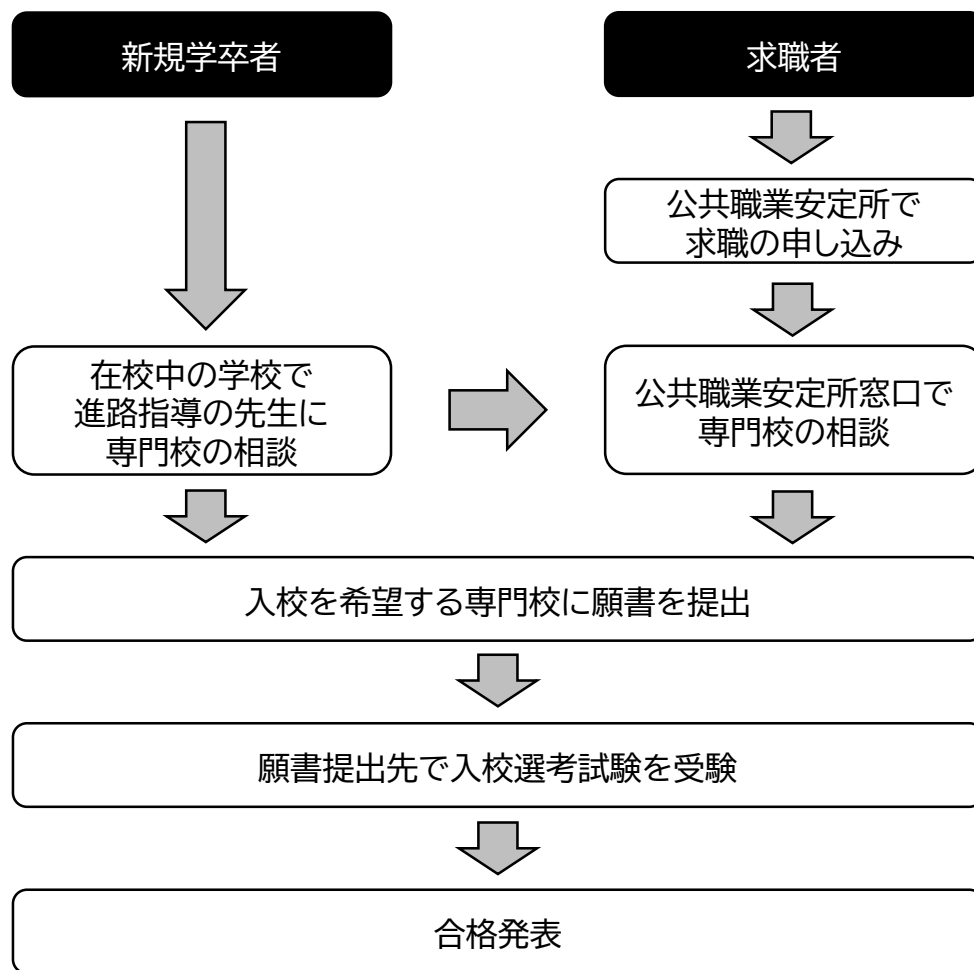 新規学卒者
求職者
公共職業安定所で
求職の申し込み
在校中の学校で
進路指導の先生に
専門校の相談
公共職業安定所窓口で
専門校の相談
入校を希望する専門校に願書を提出
願書提出先で入校選考試験を受験
合格発表